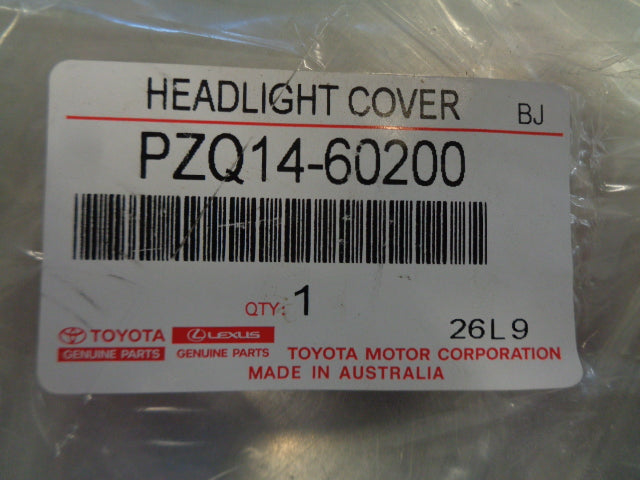 HEADLIGHT COVER BJ
PZQ14-60200
QTY: 1
26L9
TOYOTA LEXUS
GENUINE PARTS GENUINE PARTS TOYOTA MOTOR CORPORATION
MADE IN AUSTRALIA